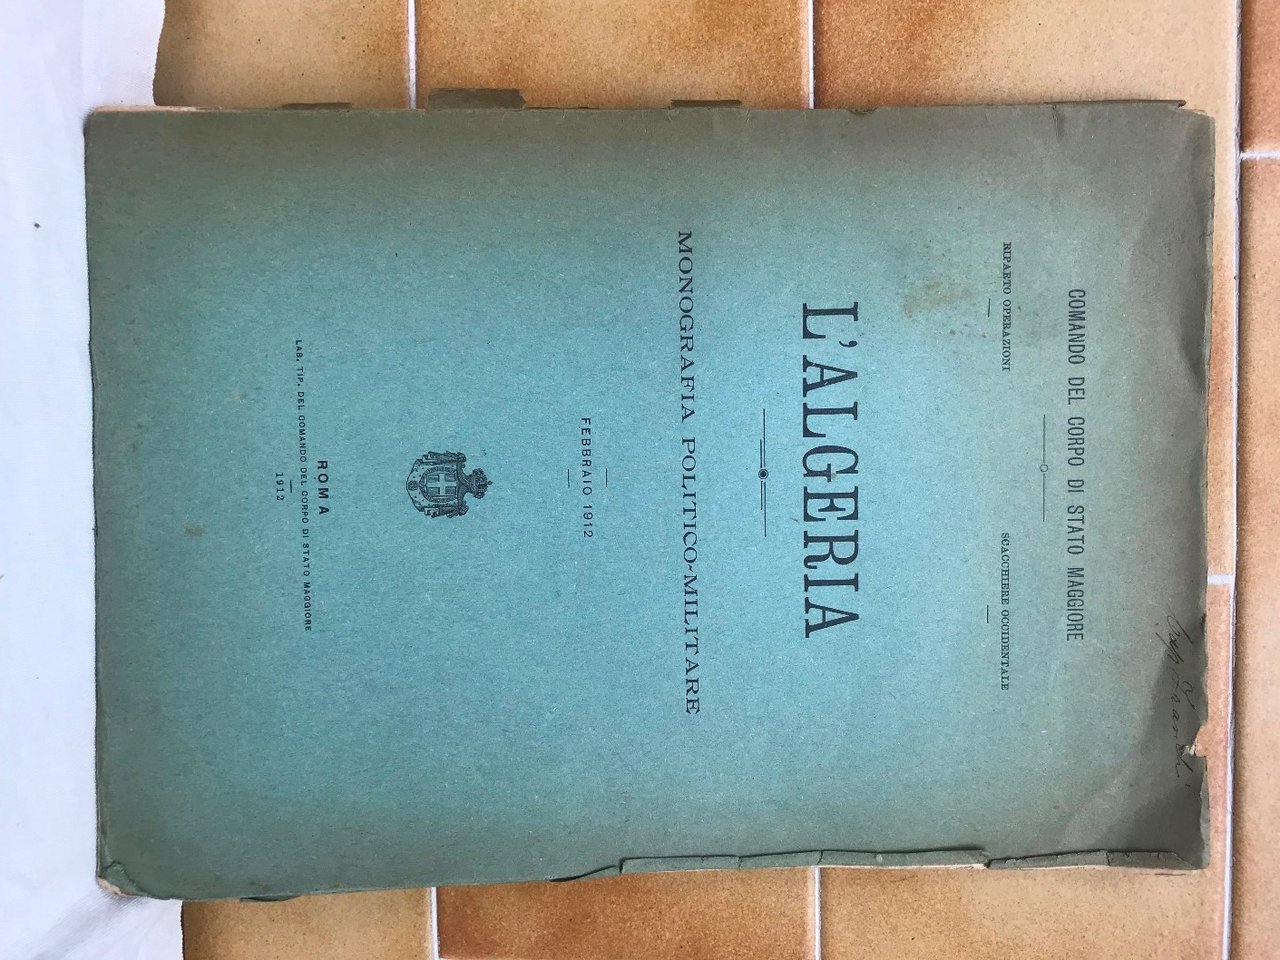 COMANDO DEL CORPO DI STATO MAGGIORE
RIPARTO OPERAZIONI SCACCHIERE OCCIDENTALE
L'ALGERIA
MONOGRAFIA POLITICO-MILITARE
FEBBRAIO 1912
ROMA
LAB. TIP. DEL COMANDO DEL CORPO DI STATO MAGGIORE
1912